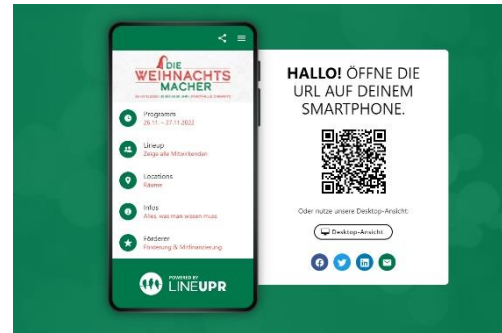 DIE
WEIHNACHTS
MACHER
Programm
26.11. – 27.11.2022
Lineup
Zeige alle Mitwirkenden
Locations
Räume
Infos
Alles, was man wissen muss
Förderer
Förderung & Mitfinanzierung
POWERED BY
LINEUPR
HALLO! ÖFFNE DIE
URL AUF DEINEM
SMARTPHONE.
Oder nutze unsere Desktop-Ansicht:
Desktop-Ansicht